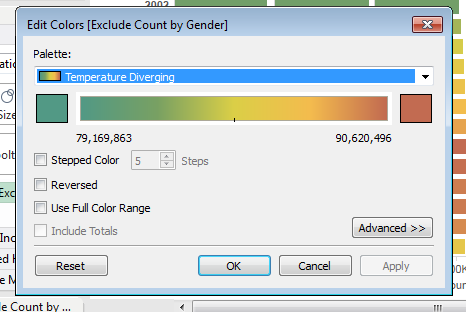 2002
Edit Colors [Exclude Count by Gender]
Palette:
Temperature Diverging
79,169,863 90,620,496
Stepped Color 5 Steps
Reversed
Use Full Color Range
Include Totals
Advanced >>
Reset OK Cancel Apply
e Count by ...